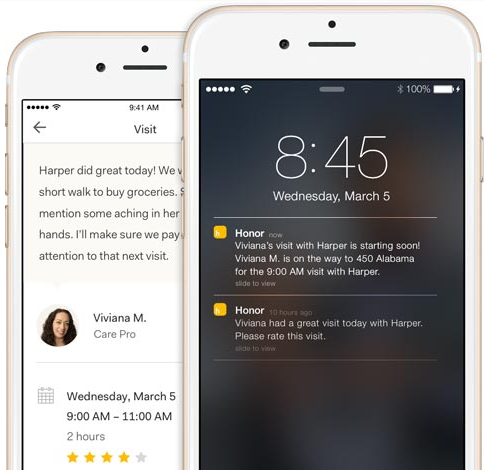 9:41 AM
Visit
Harper did great today! We
short walk to buy groceries.
mention some aching in her
hands. I'll make sure we pay
attention to that next visit.
Viviana M.
Care Pro
Wednesday, March 5
9:00 AM – 11:00 AM
2 hours
100%
8:45
Wednesday, March 5
Honor now
Viviana's visit with Harper is starting soon!
Viviana M. is on the way to 450 Alabama
for the 9:00 AM visit with Harper.
slide to view
Honor 10 hours ago
Viviana had a great visit today with Harper.
Please rate this visit.
slide to view